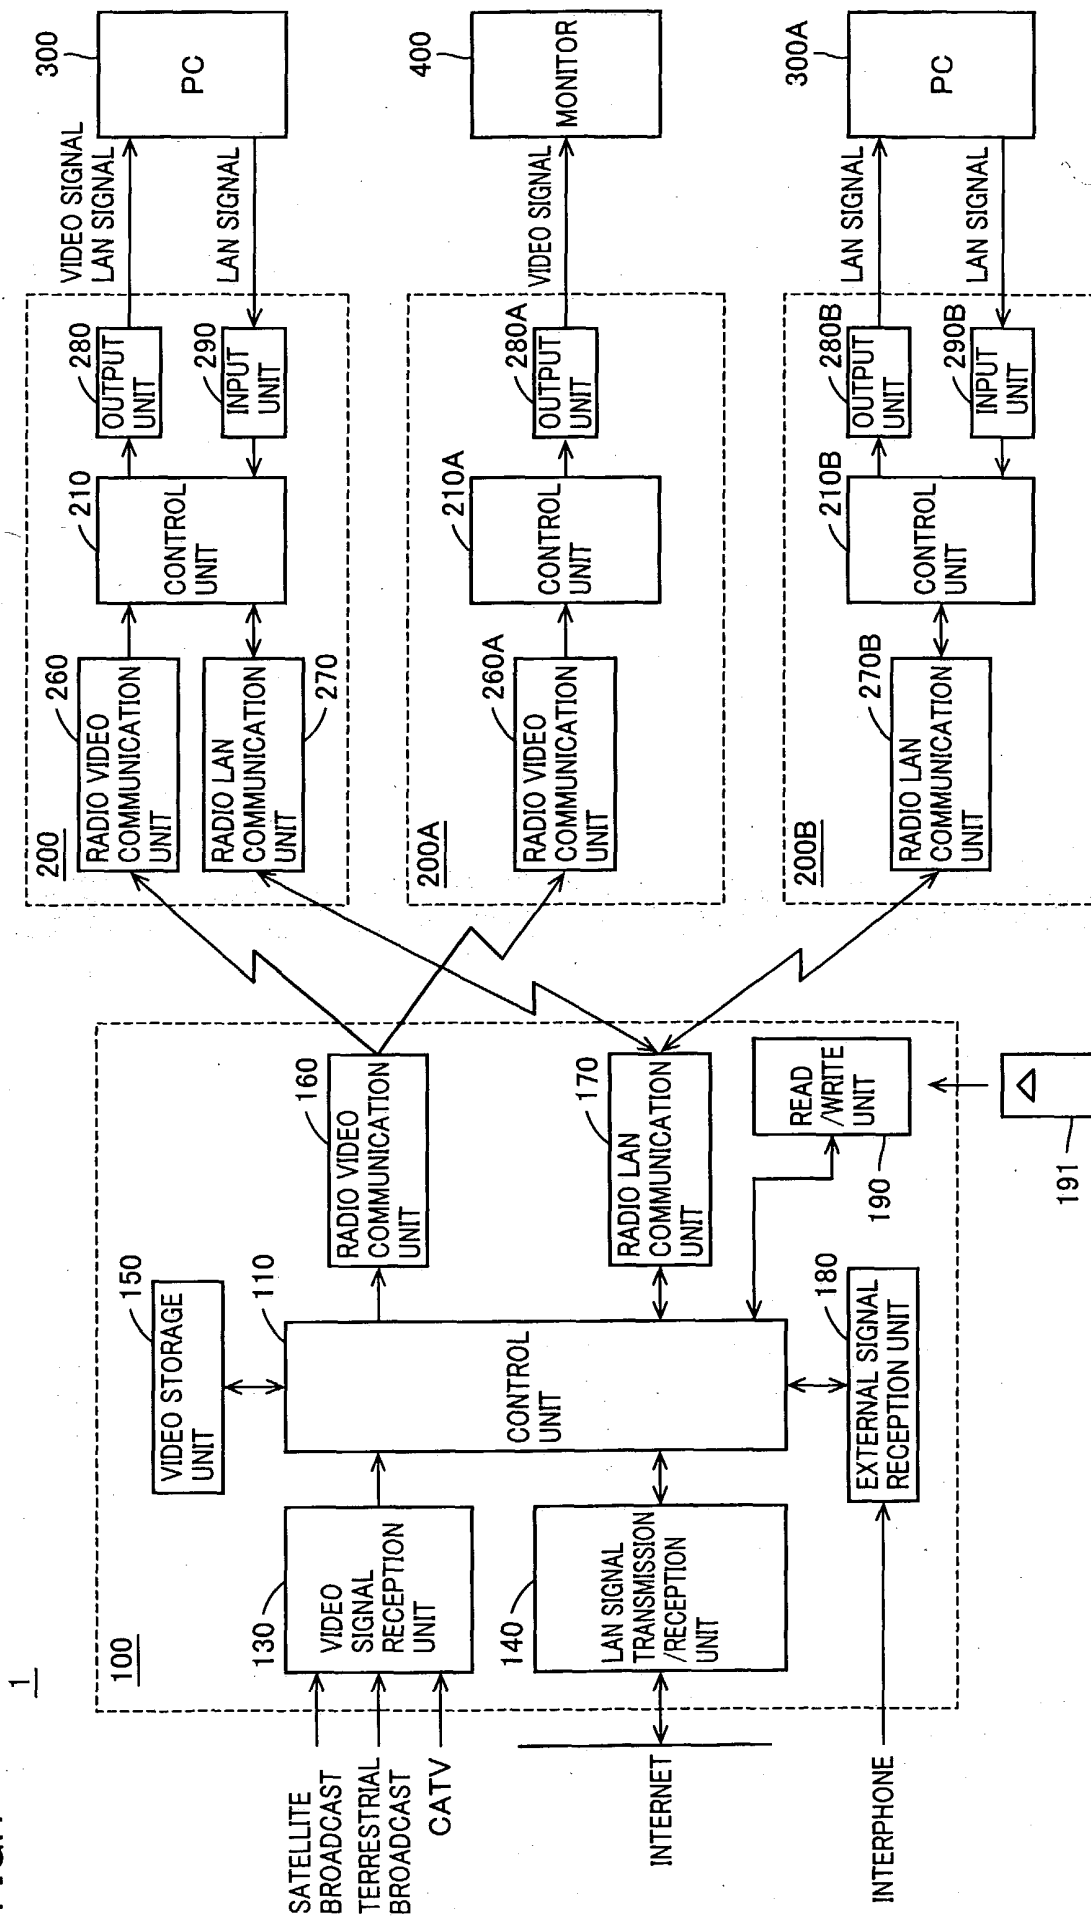 1
100
SATELLITE
BROADCAST
TERRESTRIAL
BROADCAST
CATV
INTERNET
INTERPHONE
130
VIDEO
SIGNAL
RECEPTION
UNIT
140
LAN SIGNAL
TRANSMISSION
/RECEPTION
UNIT
150
VIDEO STORAGE
UNIT
110
CONTROL
UNIT
180
EXTERNAL SIGNAL
RECEPTION UNIT
160
RADIO VIDEO
COMMUNICATION
UNIT
170
RADIO LAN
COMMUNICATION
UNIT
READ
/WRITE
UNIT
190
191
200
260
RADIO VIDEO
COMMUNICATION
UNIT
RADIO LAN
COMMUNICATION
UNIT
270
210
CONTROL
UNIT
280
OUTPUT
UNIT
290
INPUT
UNIT
VIDEO SIGNAL
LAN SIGNAL
LAN SIGNAL
300
PC
200A
260A
RADIO VIDEO
COMMUNICATION
UNIT
210A
CONTROL
UNIT
280A
OUTPUT
UNIT
VIDEO SIGNAL
400
MONITOR
200B
270B
RADIO LAN
COMMUNICATION
UNIT
210B
CONTROL
UNIT
280B
OUTPUT
UNIT
290B
INPUT
UNIT
LAN SIGNAL
LAN SIGNAL
300A
PC